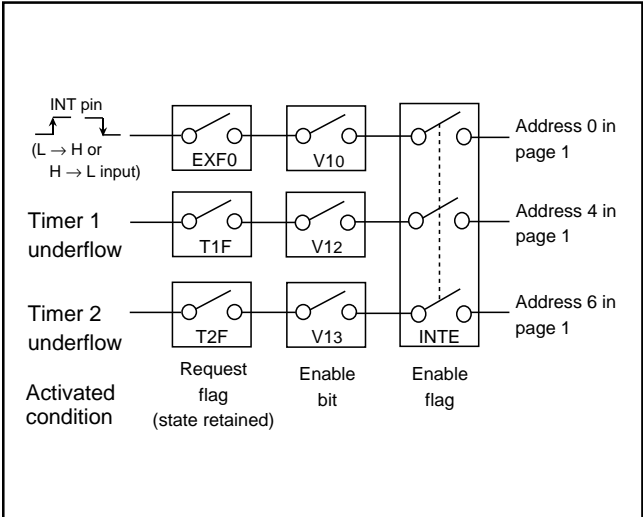 INT pin
(L → H or
H → L input)
EXF0
V10
Address 0 in
page 1
Timer 1
underflow
T1F
V12
Address 4 in
page 1
Timer 2
underflow
T2F
V13
INTE
Address 6 in
page 1
Activated
condition
Request
flag
(state retained)
Enable
bit
Enable
flag